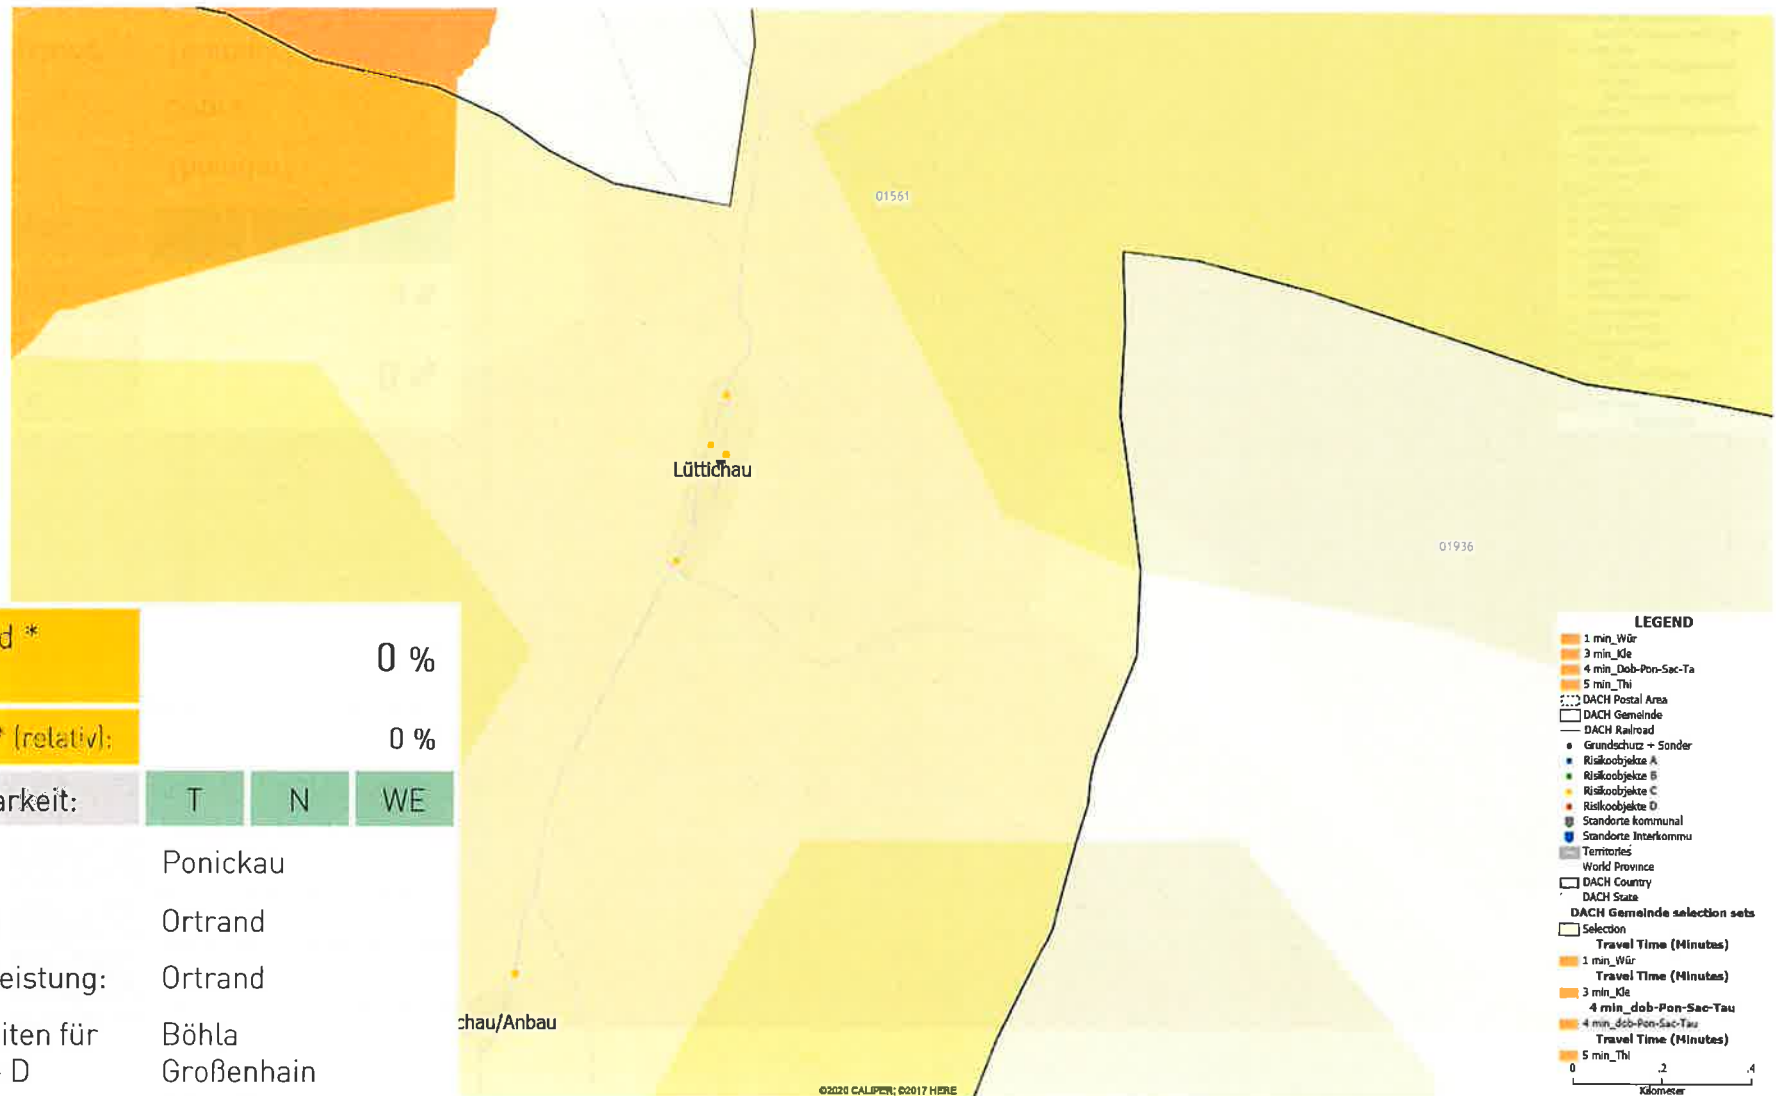 01561
Lüttichau
01936
d *
0 %
* (relativ):
0 %
arkeit:
T
N
WE
Ponickau
Ortrand
eistung:
Ortrand
iten für
Böhla
D
Großenhain
chau/Anbau
©2020 CALIPER; ©2017 HERE
LEGEND
1 min_Wür
3 min_Kle
4 min_Dob-Pon-Sac-Ta
5 min_Thi
DACH Postal Area
DACH Gemeinde
DACH Railroad
Grundschutz + Sonder
Risikoobjekte A
Risikoobjekte B
Risikoobjekte C
Risikoobjekte D
Standorte kommunal
Standorte Interkommu
Territories
World Province
DACH Country
DACH State
DACH Gemeinde selection sets
Selection
Travel Time (Minutes)
1 min_Wür
Travel Time (Minutes)
3 min_Kle
4 min_dob-Pon-Sac-Tau
4 min_dob-Pon-Sac-Tau
Travel Time (Minutes)
5 min_Thi
0 .2 .4
Kilometer